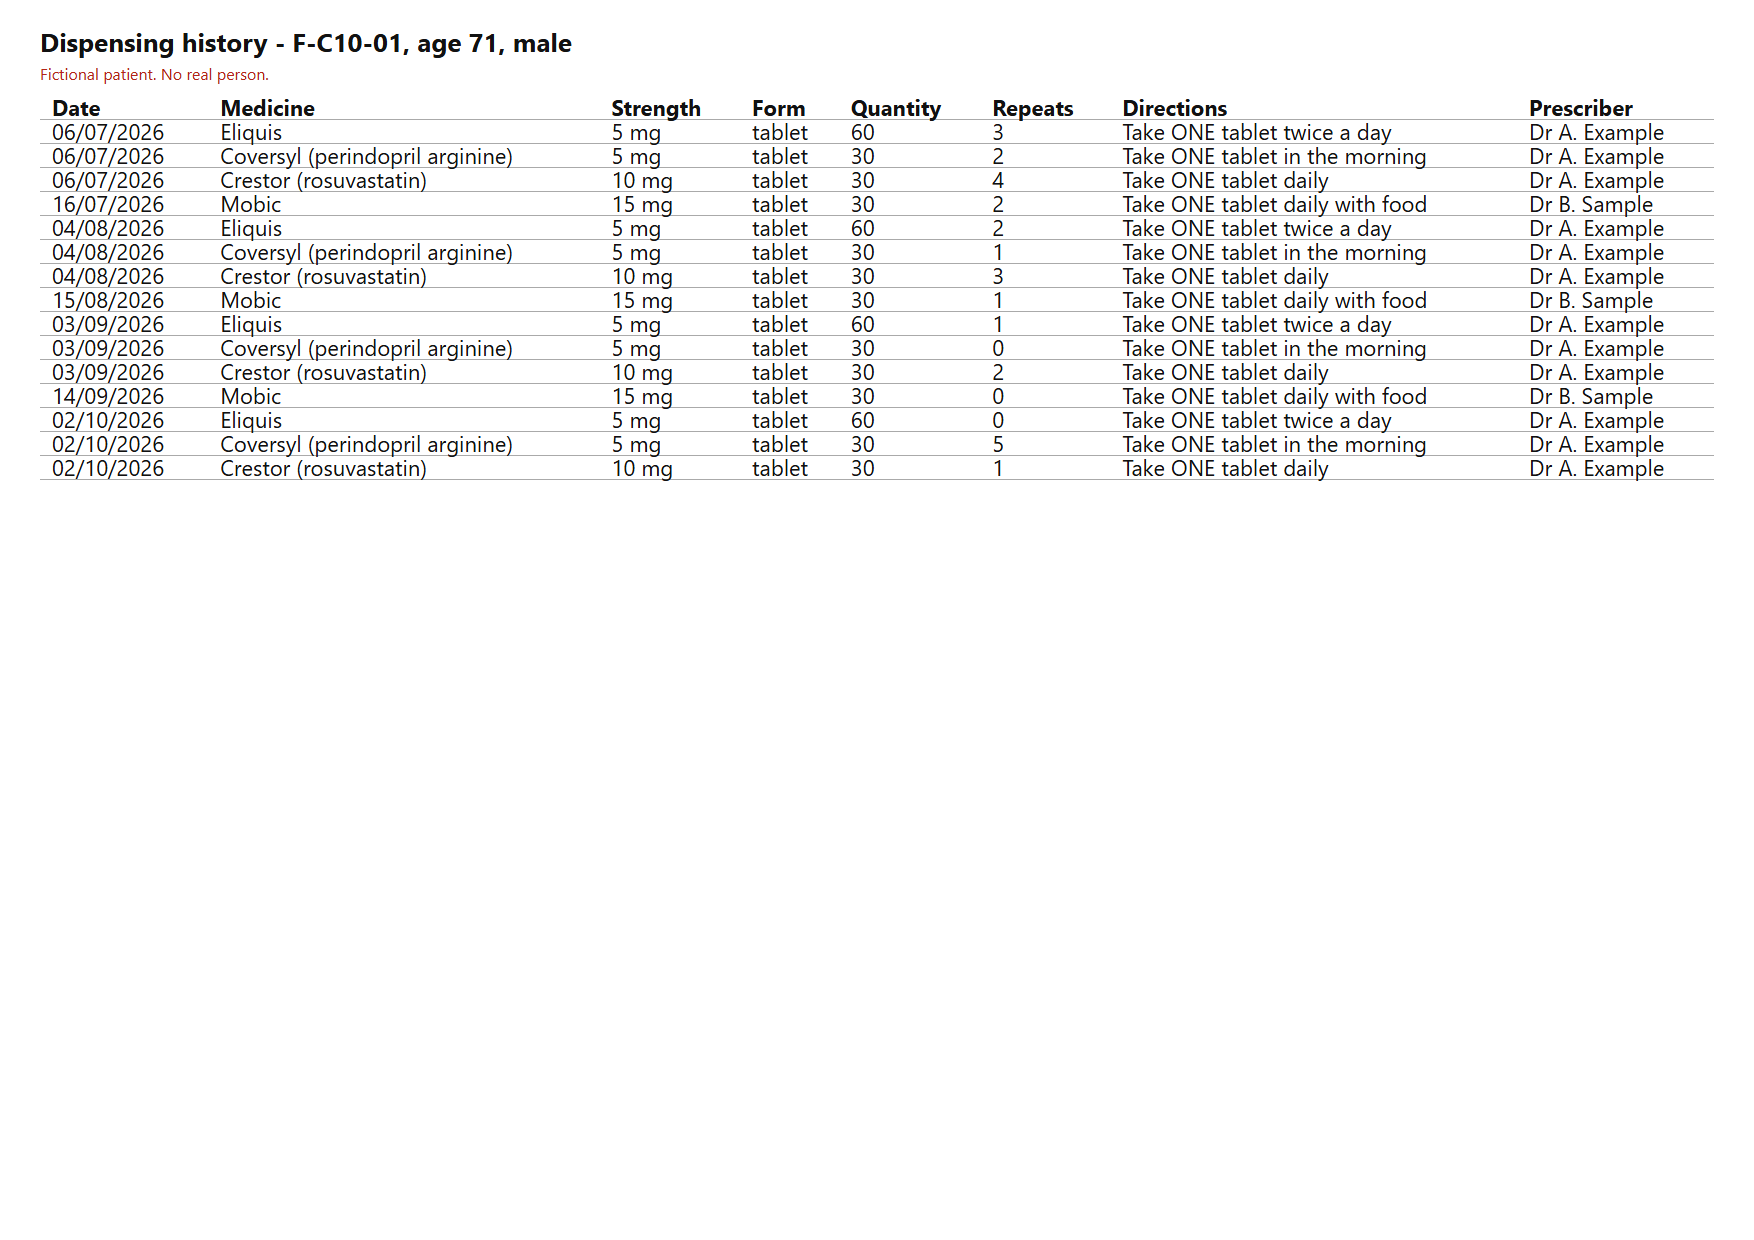 Dispensing history - F-C10-01, age 71, male
Fictional patient. No real person.
Date Medicine Strength Form Quantity Repeats Directions Prescriber
06/07/2026 Eliquis 5 mg tablet 60 3 Take ONE tablet twice a day Dr A. Example
06/07/2026 Coversyl (perindopril arginine) 5 mg tablet 30 2 Take ONE tablet in the morning Dr A. Example
06/07/2026 Crestor (rosuvastatin) 10 mg tablet 30 4 Take ONE tablet daily Dr A. Example
16/07/2026 Mobic 15 mg tablet 30 2 Take ONE tablet daily with food Dr B. Sample
04/08/2026 Eliquis 5 mg tablet 60 2 Take ONE tablet twice a day Dr A. Example
04/08/2026 Coversyl (perindopril arginine) 5 mg tablet 30 1 Take ONE tablet in the morning Dr A. Example
04/08/2026 Crestor (rosuvastatin) 10 mg tablet 30 3 Take ONE tablet daily Dr A. Example
15/08/2026 Mobic 15 mg tablet 30 1 Take ONE tablet daily with food Dr B. Sample
03/09/2026 Eliquis 5 mg tablet 60 1 Take ONE tablet twice a day Dr A. Example
03/09/2026 Coversyl (perindopril arginine) 5 mg tablet 30 0 Take ONE tablet in the morning Dr A. Example
03/09/2026 Crestor (rosuvastatin) 10 mg tablet 30 2 Take ONE tablet daily Dr A. Example
14/09/2026 Mobic 15 mg tablet 30 0 Take ONE tablet daily with food Dr B. Sample
02/10/2026 Eliquis 5 mg tablet 60 0 Take ONE tablet twice a day Dr A. Example
02/10/2026 Coversyl (perindopril arginine) 5 mg tablet 30 5 Take ONE tablet in the morning Dr A. Example
02/10/2026 Crestor (rosuvastatin) 10 mg tablet 30 1 Take ONE tablet daily Dr A. Example